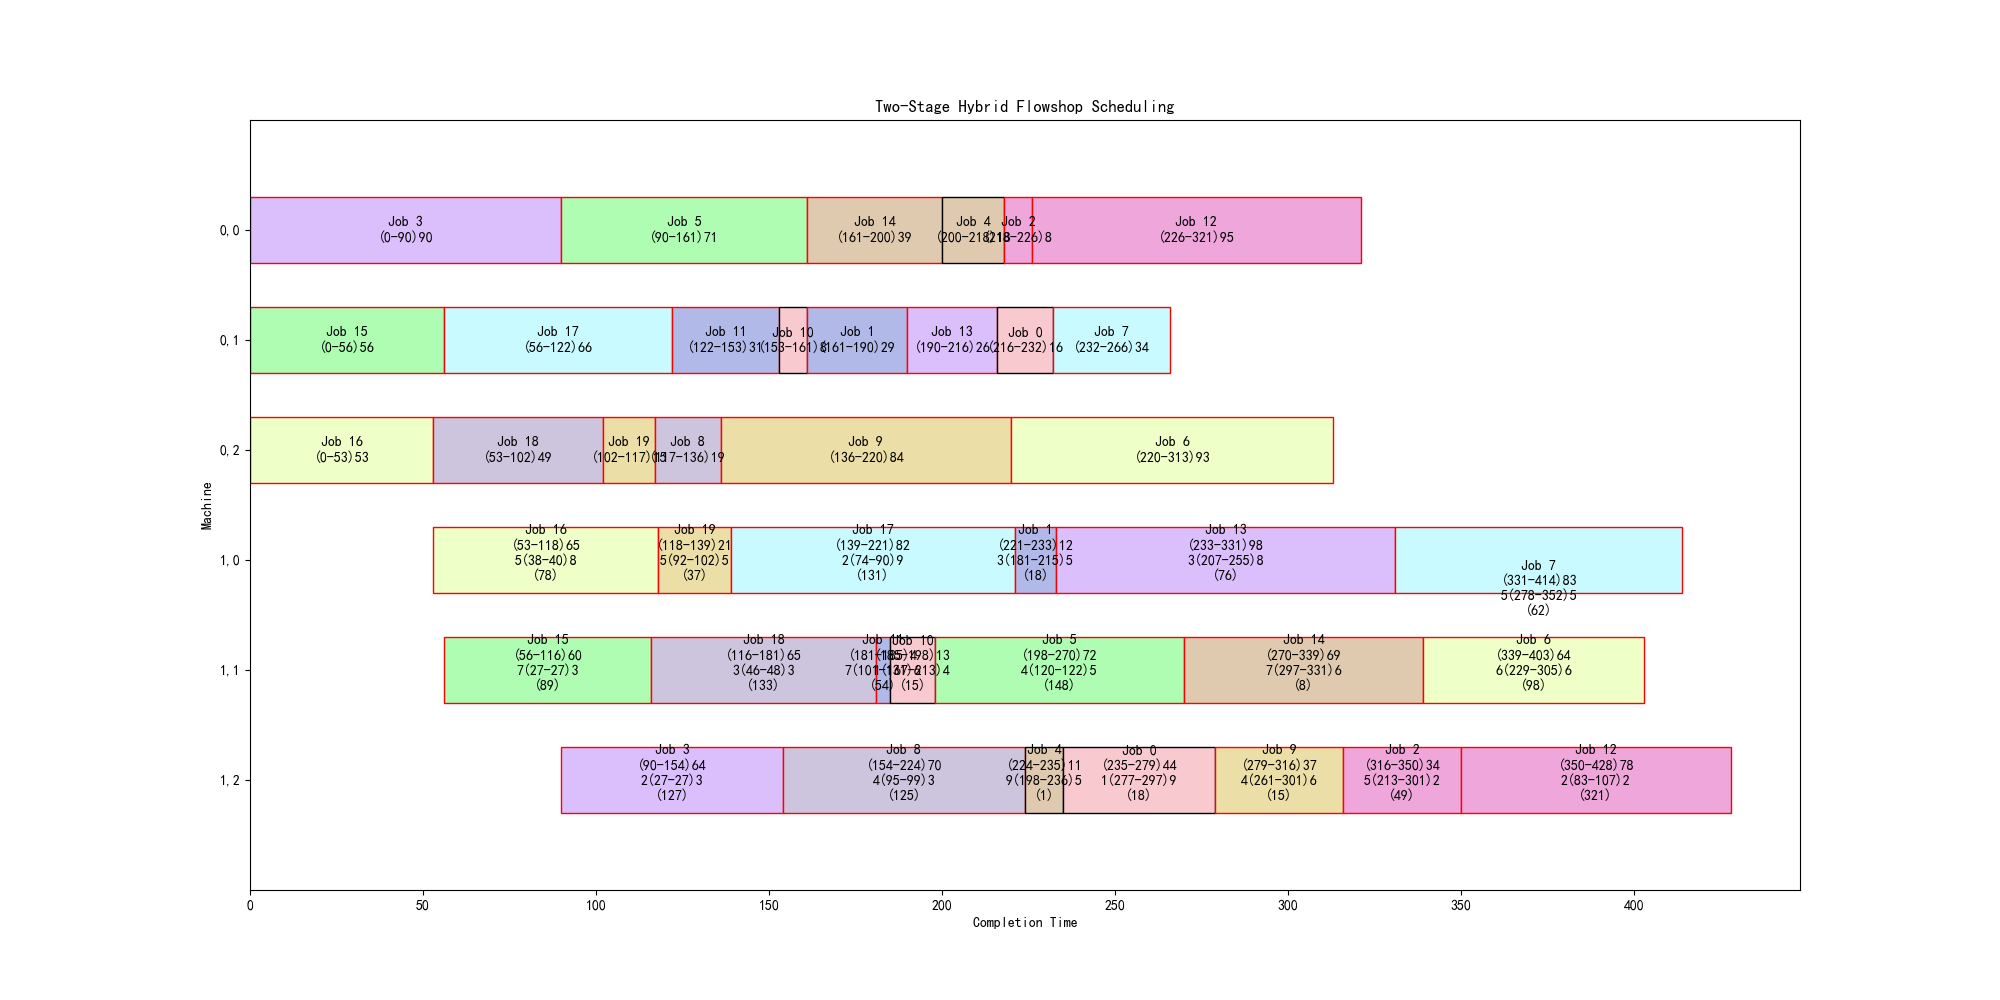 Two-Stage Hybrid Flowshop Scheduling
Machine
0,0
Job 3
(0-90)90
Job 5
(90-161)71
Job 14
(161-200)39
Job 4
(200-218)18
Job 2
(218-226)8
Job 12
(226-321)95
0,1
Job 15
(0-56)56
Job 17
(56-122)66
Job 11
(122-153)31
Job 10
(153-161)8
Job 1
(161-190)29
Job 13
(190-216)26
Job 0
(216-232)16
Job 7
(232-266)34
0,2
Job 16
(0-53)53
Job 18
(53-102)49
Job 19
(102-117)15
Job 8
(117-136)19
Job 9
(136-220)84
Job 6
(220-313)93
1,0
Job 16
(53-118)65
5(38-40)8
(78)
Job 19
(118-139)21
5(92-102)5
(37)
Job 17
(139-221)82
2(74-90)9
(131)
Job 1
(221-233)12
3(181-215)5
(18)
Job 13
(233-331)98
3(207-255)8
(76)
Job 7
(331-414)83
5(278-352)5
(62)
1,1
Job 15
(56-116)60
7(27-27)3
(89)
Job 18
(116-181)65
3(46-48)3
(133)
Job 11
(181-185)4
(54)
Job 10
(185-198)13
(15)
Job 5
(198-270)72
4(120-122)5
(148)
Job 14
(270-339)69
7(297-331)6
(8)
Job 6
(339-403)64
6(229-305)6
(98)
1,2
Job 3
(90-154)64
2(27-27)3
(127)
Job 8
(154-224)70
4(95-99)3
(125)
Job 4
(224-235)11
9(198-236)5
(1)
Job 0
(235-279)44
1(277-297)9
(18)
Job 9
(279-316)37
4(261-301)6
(15)
Job 2
(316-350)34
5(213-301)2
(49)
Job 12
(350-428)78
2(83-107)2
(321)
0 50 100 150 200 250 300 350 400
Completion Time